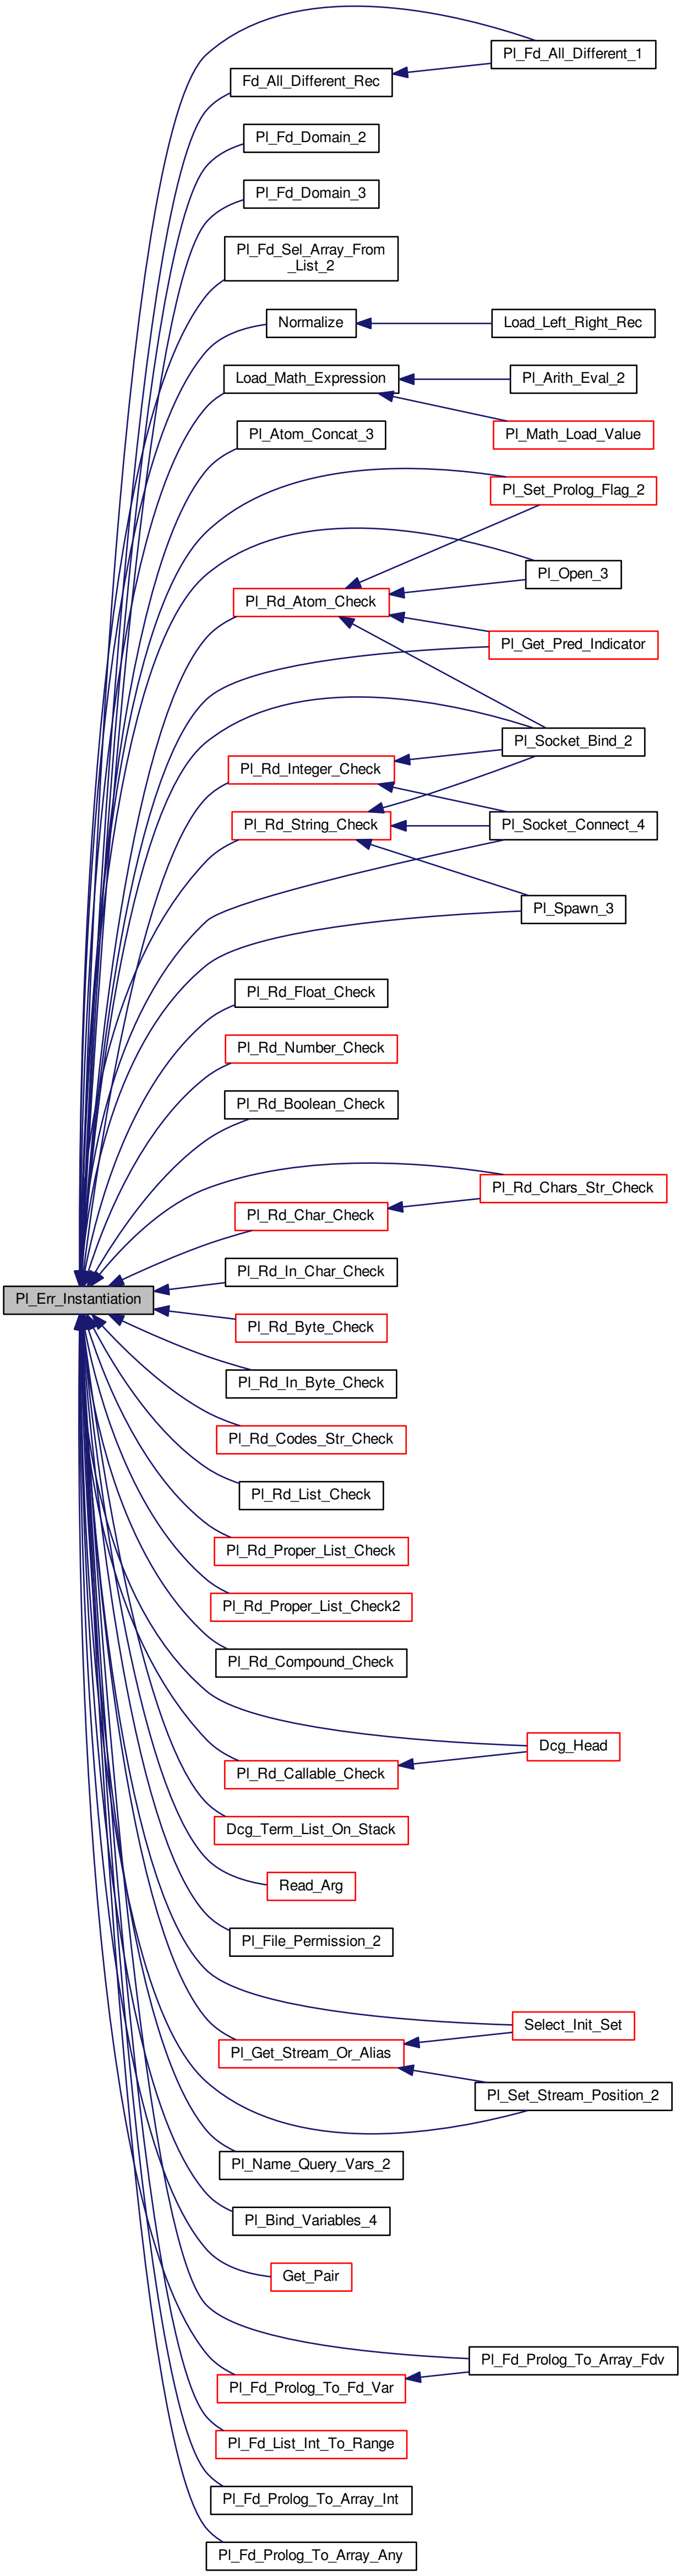 Pl_Fd_All_Different_1
Fd_All_Different_Rec
Pl_Fd_Domain_2
Pl_Fd_Domain_3
Pl_Fd_Sel_Array_From
_List_2
Normalize
Load_Left_Right_Rec
Load_Math_Expression
Pl_Arith_Eval_2
Pl_Atom_Concat_3
Pl_Math_Load_Value
Pl_Set_Prolog_Flag_2
Pl_Open_3
Pl_Rd_Atom_Check
Pl_Get_Pred_Indicator
Pl_Socket_Bind_2
Pl_Rd_Integer_Check
Pl_Rd_String_Check
Pl_Socket_Connect_4
Pl_Spawn_3
Pl_Rd_Float_Check
Pl_Rd_Number_Check
Pl_Rd_Boolean_Check
Pl_Rd_Chars_Str_Check
Pl_Rd_Char_Check
Pl_Rd_In_Char_Check
Pl_Err_Instantiation
Pl_Rd_Byte_Check
Pl_Rd_In_Byte_Check
Pl_Rd_Codes_Str_Check
Pl_Rd_List_Check
Pl_Rd_Proper_List_Check
Pl_Rd_Proper_List_Check2
Pl_Rd_Compound_Check
Dcg_Head
Pl_Rd_Callable_Check
Dcg_Term_List_On_Stack
Read_Arg
Pl_File_Permission_2
Select_Init_Set
Pl_Get_Stream_Or_Alias
Pl_Set_Stream_Position_2
Pl_Name_Query_Vars_2
Pl_Bind_Variables_4
Get_Pair
Pl_Fd_Prolog_To_Array_Fdv
Pl_Fd_Prolog_To_Fd_Var
Pl_Fd_List_Int_To_Range
Pl_Fd_Prolog_To_Array_Int
Pl_Fd_Prolog_To_Array_Any